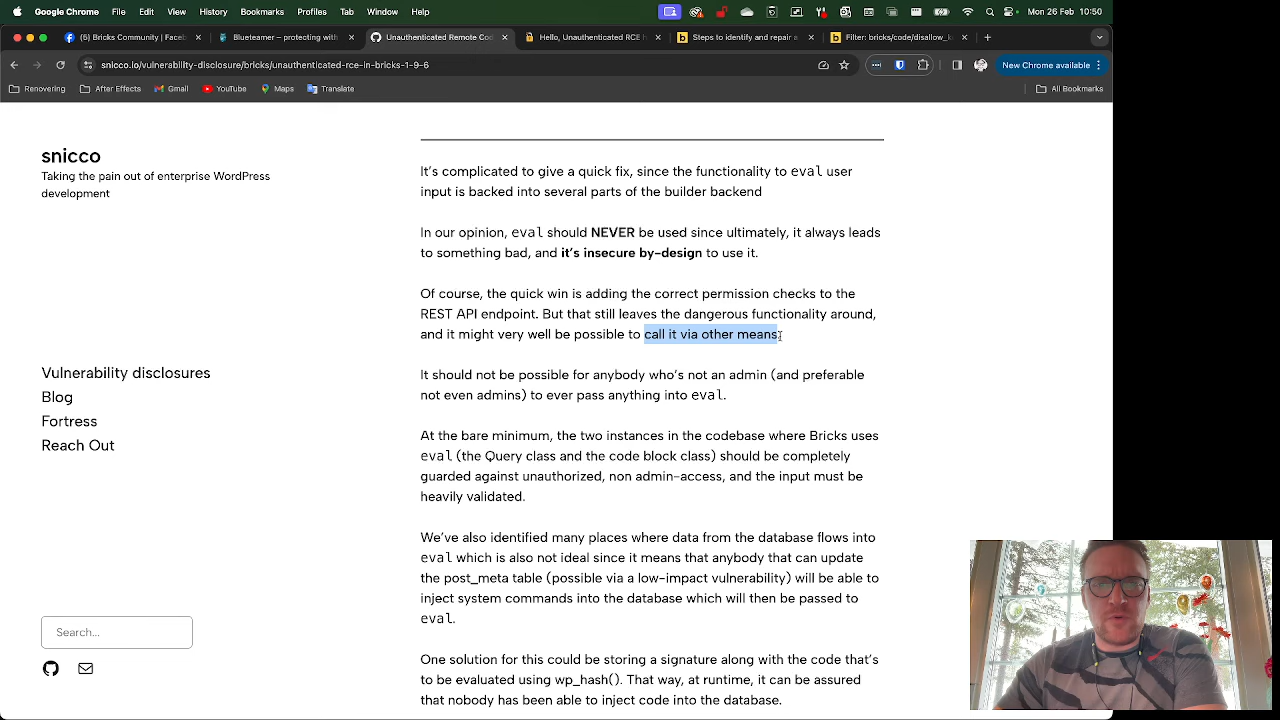 Google Chrome File Edit View History Bookmarks Profiles Tab Window Help Mon 26 Feb 10:50
(6) Bricks Community | Faceb Blueteamer – protecting with Unauthenticated Remote Cod Hello, Unauthenticated RCE Steps to identify and repair a Filter: bricks/code/disallow_k
snicco.io/vulnerability-disclosure/bricks/unauthenticated-rce-in-bricks-1-9-6 New Chrome available
Renovering After Effects Gmail YouTube Maps Translate All Bookmarks
snicco
Taking the pain out of enterprise WordPress
development
Vulnerability disclosures
Blog
Fortress
Reach Out
Search...
It's complicated to give a quick fix, since the functionality to eval user
input is backed into several parts of the builder backend
In our opinion, eval should NEVER be used since ultimately, it always leads
to something bad, and it's insecure by-design to use it.
Of course, the quick win is adding the correct permission checks to the
REST API endpoint. But that still leaves the dangerous functionality around,
and it might very well be possible to call it via other means
It should not be possible for anybody who's not an admin (and preferable
not even admins) to ever pass anything into eval.
At the bare minimum, the two instances in the codebase where Bricks uses
eval (the Query class and the code block class) should be completely
guarded against unauthorized, non admin-access, and the input must be
heavily validated.
We've also identified many places where data from the database flows into
eval which is also not ideal since it means that anybody that can update
the post_meta table (possible via a low-impact vulnerability) will be able to
inject system commands into the database which will then be passed to
eval.
One solution for this could be storing a signature along with the code that's
to be evaluated using wp_hash(). That way, at runtime, it can be assured
that nobody has been able to inject code into the database.